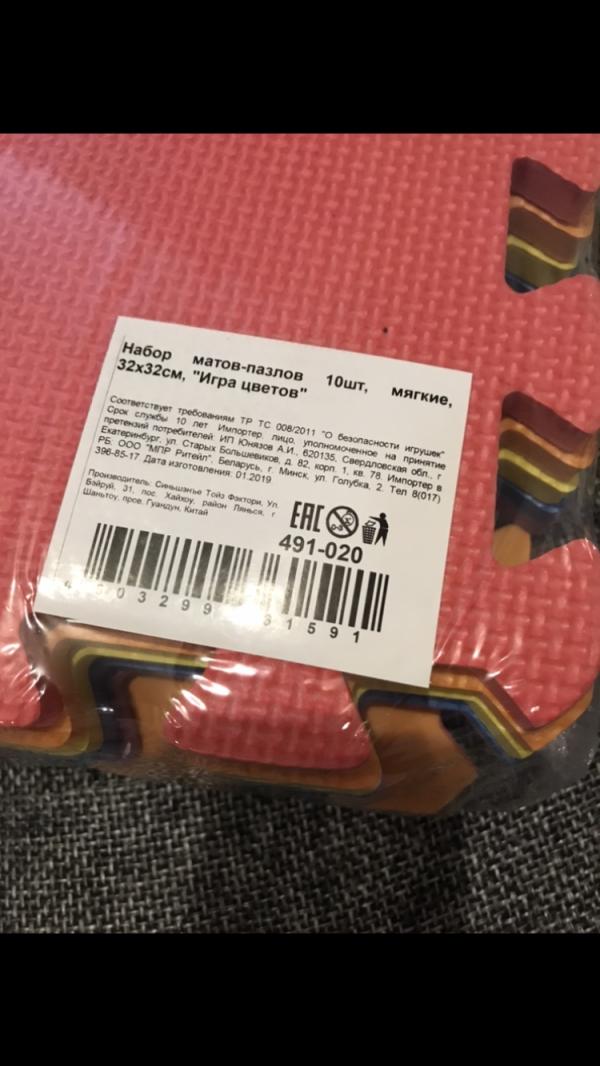 Набор матов-пазлов 10шт, мягкие,
32х32см, "Игра цветов"
Соответствует требованиям ТР ТС 008/2011 "О безопасности игрушек"
Срок службы 10 лет Импортер, лицо, уполномоченное на принятие
претензий потребителей ИП Юнязов А.И., 620135, Свердловская обл., г
Екатеринбург, ул. Старых Большевиков, д. 82, корп. 1, кв. 78. Импортер в
РБ: ООО "МПР Ритейл", Беларусь, г. Минск, ул. Голубка, 2. Тел 8(017)
396-85-17 Дата изготовления: 01.2019
Производитель: Синьшэнъе Тойз Фэктори, Ул.
Бэйруй, 31, пос. Хайхоу, район Лянься, г
Шаньтоу, пров. Гуандун, Китай
ЕАС
491-020